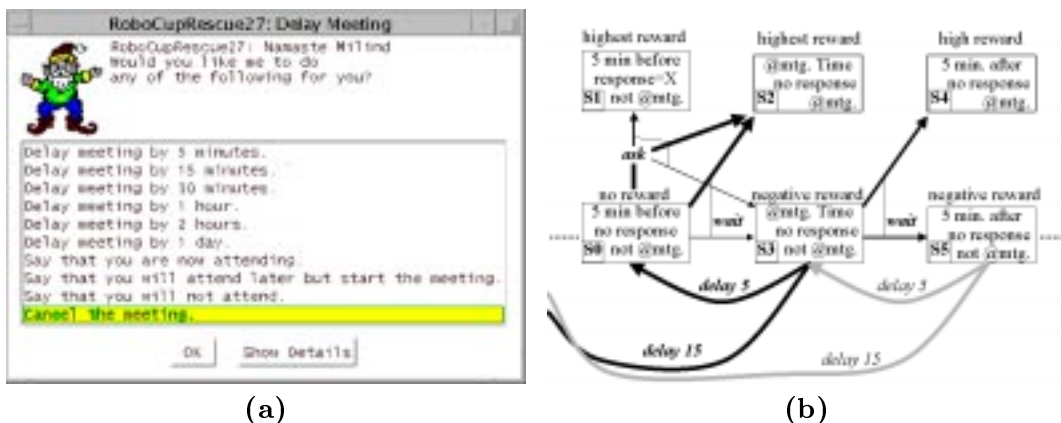 RoboCupRescue27: Delay Meeting
RoboCupRescue27: Namaste Milind
Would you like me to do
any of the following for you?
Delay meeting by 5 minutes.
Delay meeting by 15 minutes.
Delay meeting by 30 minutes.
Delay meeting by 1 hour.
Delay meeting by 2 hours.
Delay meeting by 1 day.
Say that you are now attending.
Say that you will attend later but start the meeting.
Say that you will not attend.
Cancel the meeting.
OK
Show Details
(a)
highest reward
5 min before
response=X
S1 not @mtg.
highest reward
@mtg. Time
no response
S2 @mtg.
high reward
5 min. after
no response
S4 @mtg.
ask
no reward
5 min before
no response
S0 not @mtg.
wait
negative reward
@mtg. Time
no response
S3 not @mtg.
wait
negative reward
5 min. after
no response
S5 not @mtg.
delay 5
delay 5
delay 15
delay 15
(b)